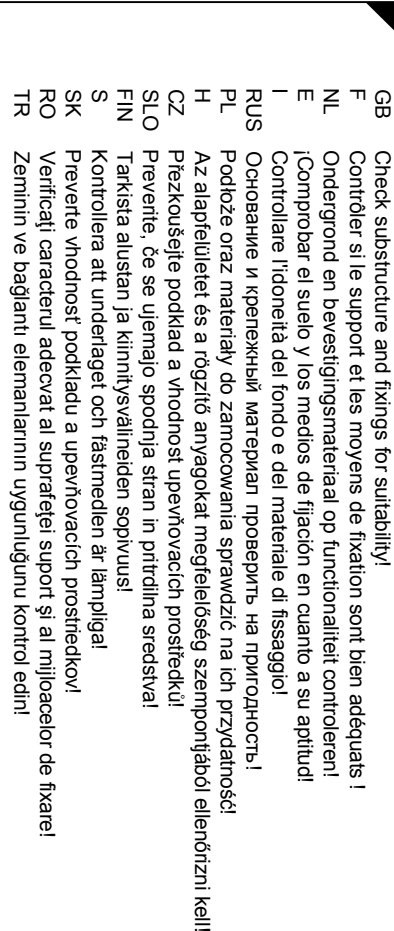 GB Check substructure and fixings for suitability!
F Contrôler si le support et les moyens de fixation sont bien adéquats !
NL Ondergrond en bevestigingsmateriaal op functionaliteit controleren!
E ¡Comprobar el suelo y los medios de fijación en cuanto a su aptitud!
I Controllare l'idoneità del fondo e del materiale di fissaggio!
RUS Основание и крепежный материал проверить на пригодность!
PL Podłoże oraz materiały do zamocowania sprawdzić na ich przydatność!
H Az alapfelületet és a rögzítő anyagokat megfelelőség szempontjából ellenőrizni kell!
CZ Přezkoušejte podklad a vhodnost upevňovacích prostředků!
SLO Preverite, če se ujemajo spodnja stran in pritrdilna sredstva!
FIN Tarkista alustan ja kiinnitysvälineiden sopivuus!
S Kontrollera att underlaget och fästmedlen är lämpliga!
SK Preverte vhodnosť podkladu a upevňovacích prostriedkov!
RO Verificaţi caracterul adecvat al suprafeţei suport şi al mijloacelor de fixare!
TR Zeminin ve bağlantı elemanlarının uygunluğunu kontrol edin!